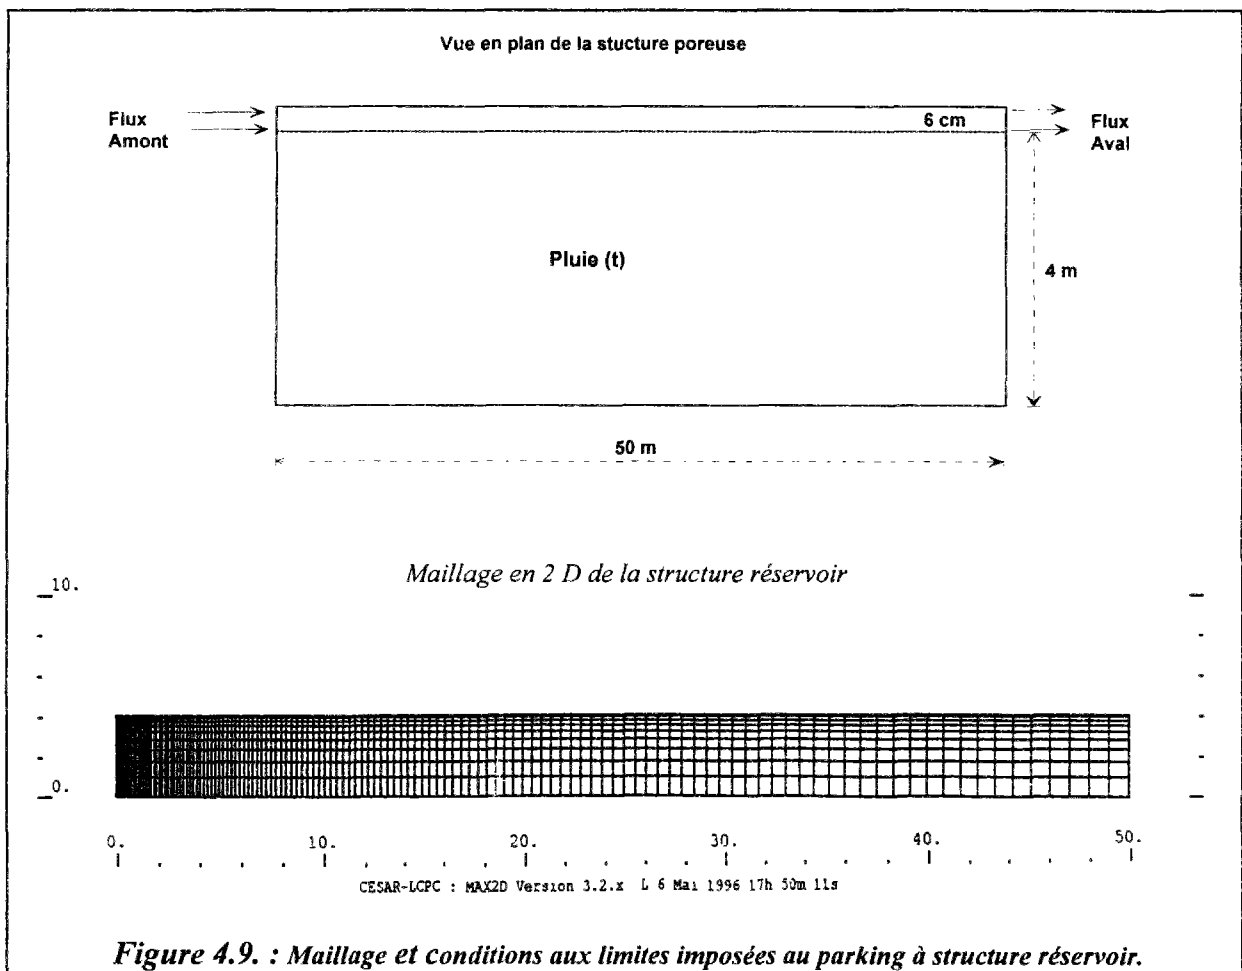 Vue en plan de la stucture poreuse
Flux
Amont
6 cm
Flux
Aval
Pluie (t)
4 m
50 m
Maillage en 2 D de la structure réservoir
10.
0.
0. 10. 20. 30. 40. 50.
CESAR-LCPC : MAX2D Version 3.2.x L 6 Mai 1996 17h 50m 11s
Figure 4.9. : Maillage et conditions aux limites imposées au parking à structure réservoir.